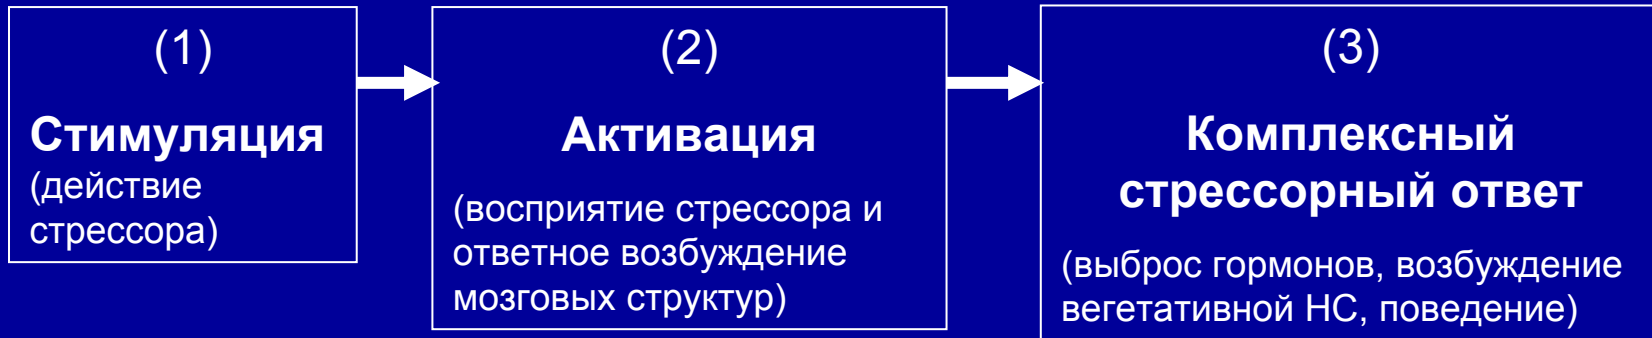 (1)
Стимуляция
(действие
стрессора)
(2)
Активация
(восприятие стрессора и
ответное возбуждение
мозговых структур)
(3)
Комплексный
стрессорный ответ
(выброс гормонов, возбуждение
вегетативной НС, поведение)